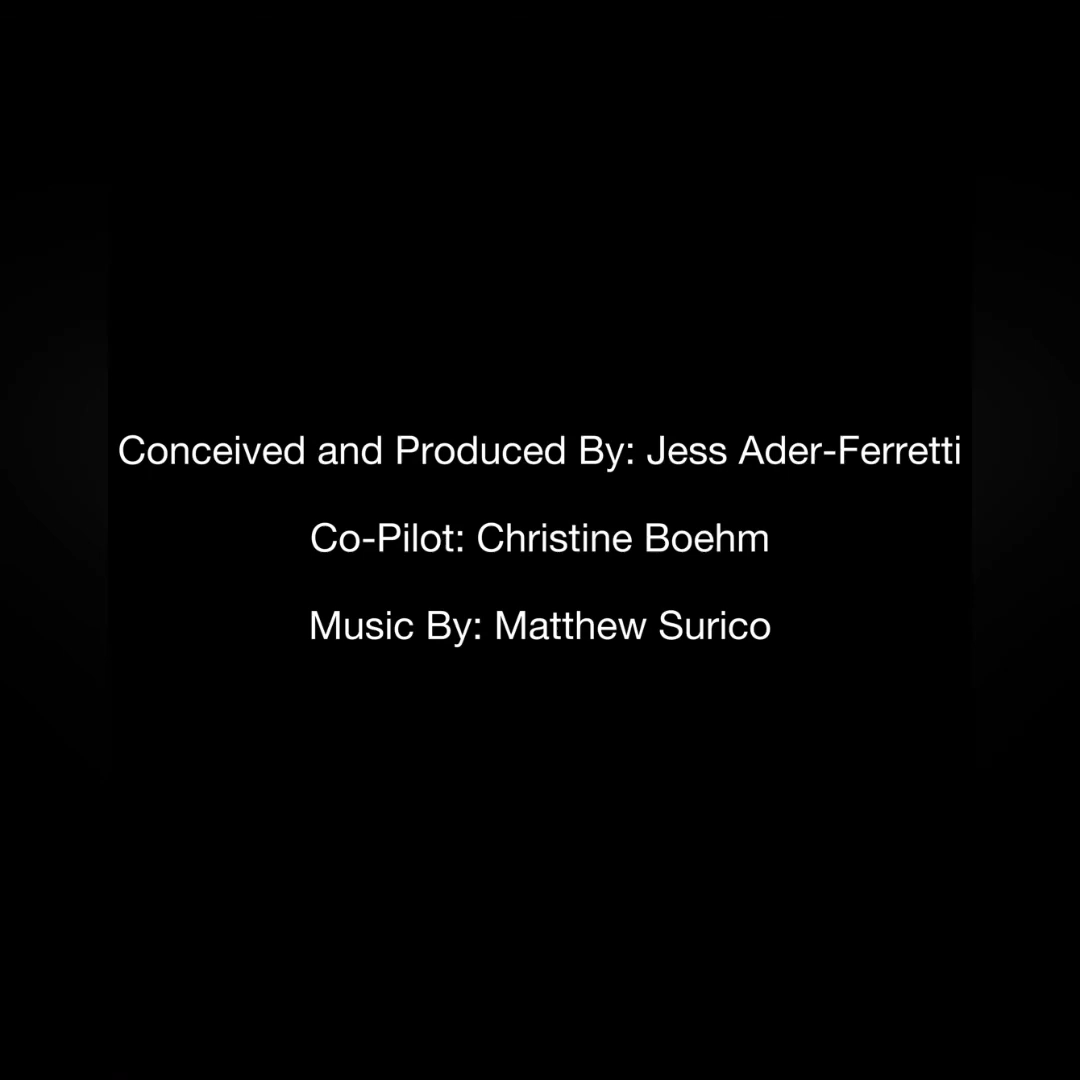 Conceived and Produced By: Jess Ader-Ferretti
Co-Pilot: Christine Boehm
Music By: Matthew Surico